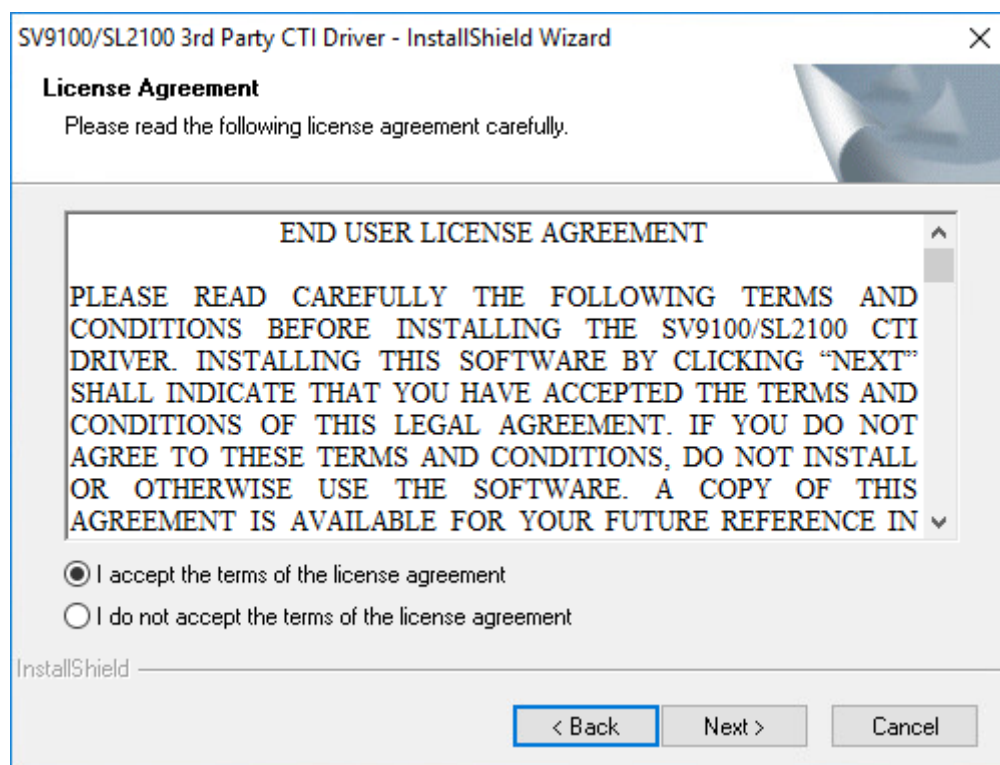 SV9100/SL2100 3rd Party CTI Driver - InstallShield Wizard
License Agreement
Please read the following license agreement carefully.
END USER LICENSE AGREEMENT
PLEASE READ CAREFULLY THE FOLLOWING TERMS AND
CONDITIONS BEFORE INSTALLING THE SV9100/SL2100 CTI
DRIVER. INSTALLING THIS SOFTWARE BY CLICKING “NEXT”
SHALL INDICATE THAT YOU HAVE ACCEPTED THE TERMS AND
CONDITIONS OF THIS LEGAL AGREEMENT. IF YOU DO NOT
AGREE TO THESE TERMS AND CONDITIONS, DO NOT INSTALL
OR OTHERWISE USE THE SOFTWARE. A COPY OF THIS
AGREEMENT IS AVAILABLE FOR YOUR FUTURE REFERENCE IN
I accept the terms of the license agreement
I do not accept the terms of the license agreement
InstallShield
< Back Next > Cancel